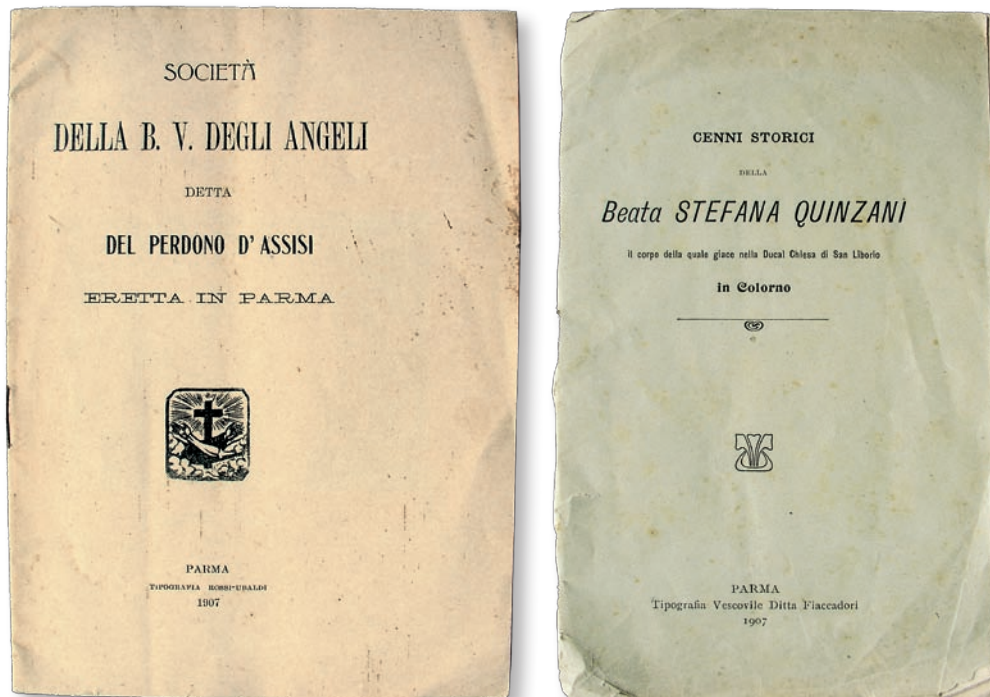 SOCIETÀ
DELLA B. V. DEGLI ANGELI
DETTA
DEL PERDONO D' ASSISI
ERETTA IN PARMA
PARMA
TIPOGRAFIA ROSSI-UBALDI
1907
CENNI STORICI
DELLA
Beata STEFANA QUINZANI
il corpo della quale giace nella Ducal Chiesa di San Liborio
in Colorno
PARMA
Tipografia Vescovile Ditta Fiaccadori
1907